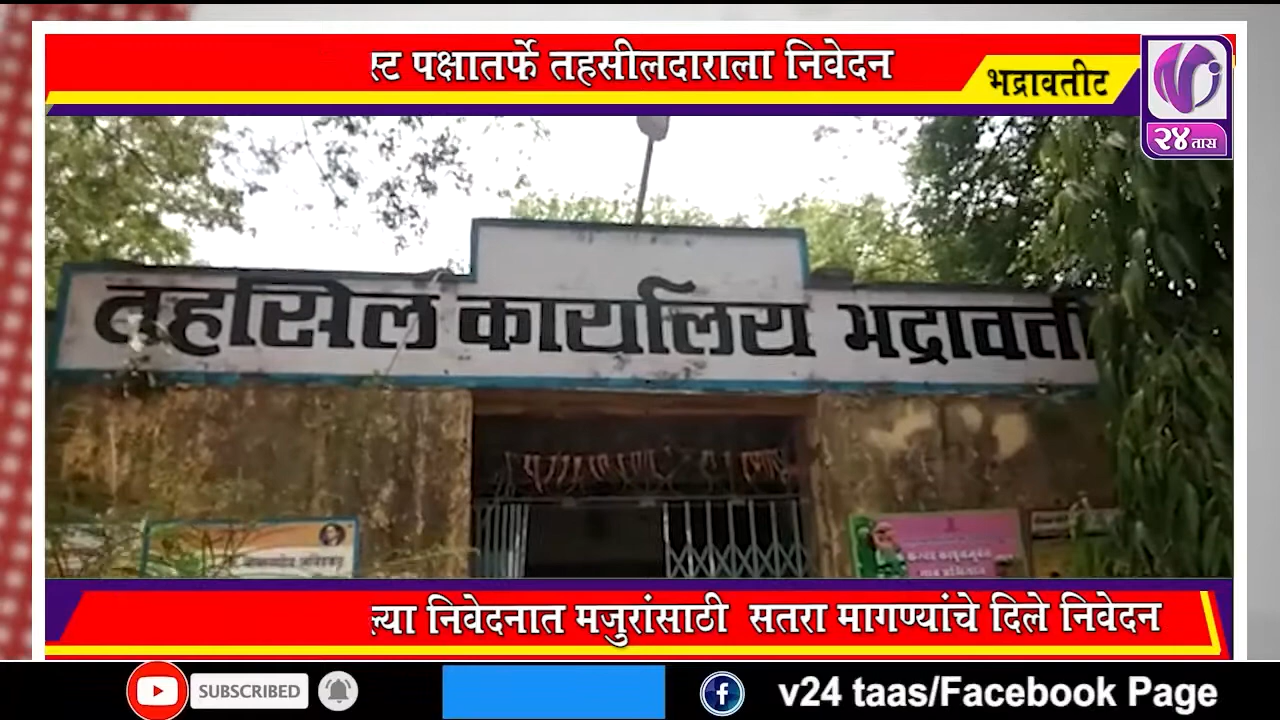 स्ट पक्षातर्फे तहसीलदाराला निवेदन
भद्रावतीट
२४ तास
तहसिल कार्यालय भद्रावती
ल्या निवेदनात मजुरांसाठी सतरा मागण्यांचे दिले निवेदन
SUBSCRIBED
v24 taas/Facebook Page